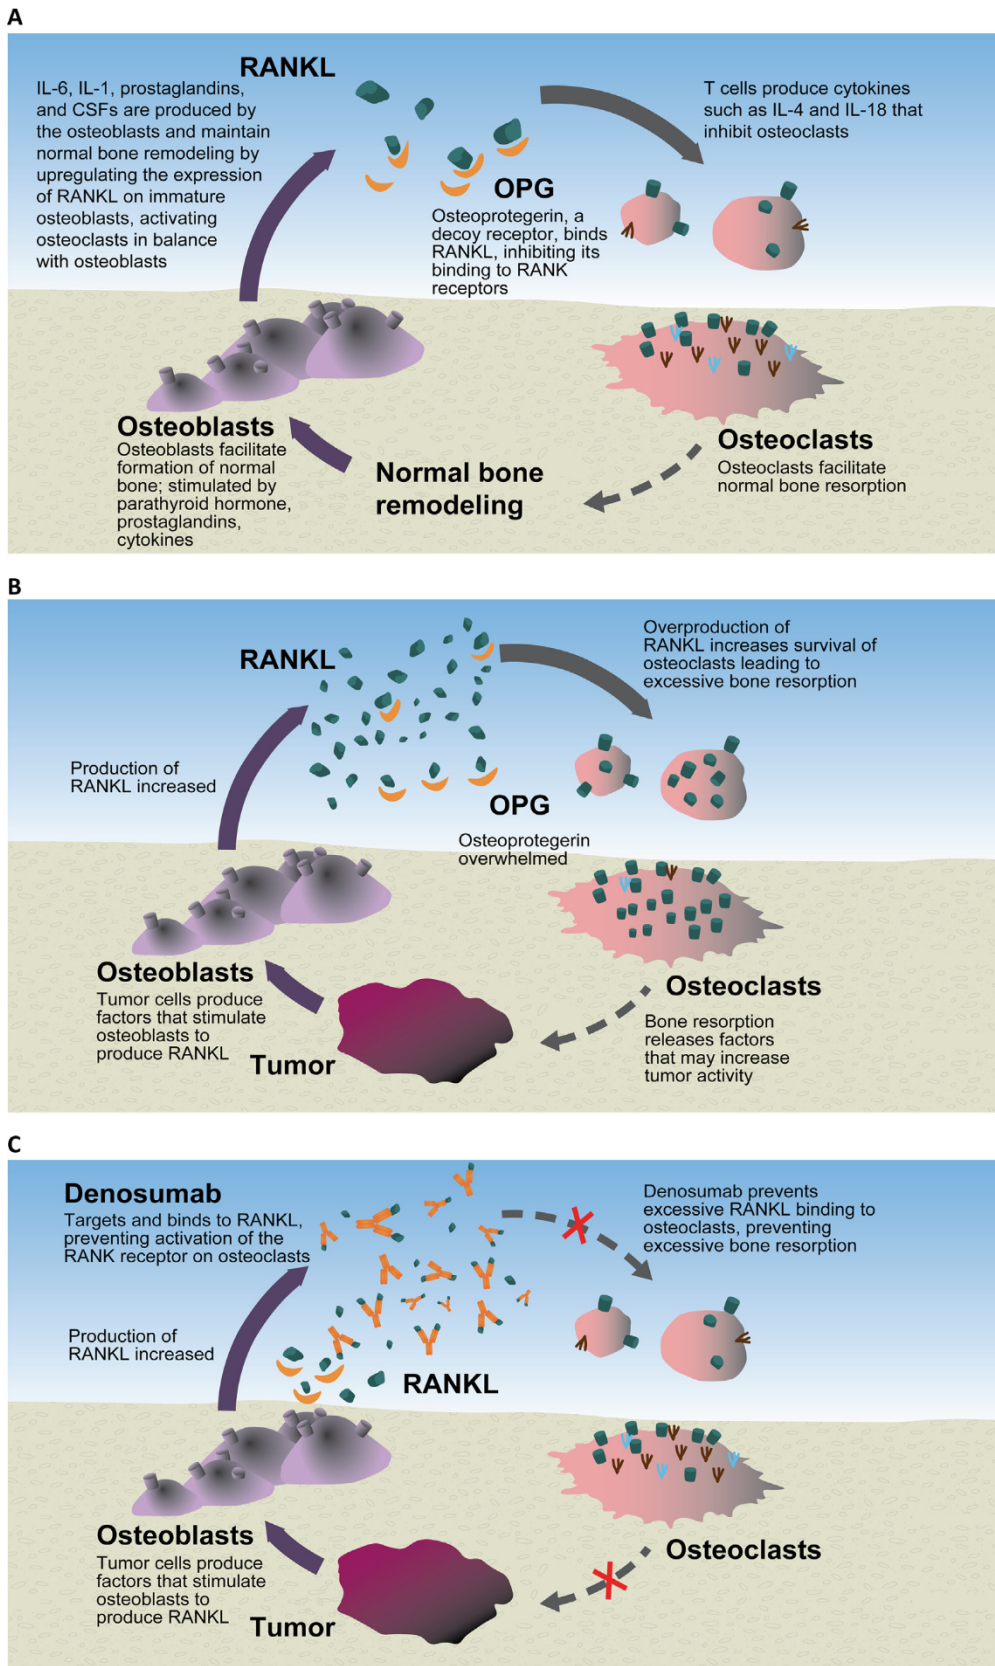 A
RANKL
IL-6, IL-1, prostaglandins,
and CSFs are produced by
the osteoblasts and maintain
normal bone remodeling by
upregulating the expression
of RANKL on immature
osteoblasts, activating
osteoclasts in balance
with osteoblasts
T cells produce cytokines
such as IL-4 and IL-18 that
inhibit osteoclasts
OPG
Osteoprotegerin, a
decoy receptor, binds
RANKL, inhibiting its
binding to RANK
receptors
Osteoblasts
Osteoblasts facilitate
formation of normal
bone; stimulated by
parathyroid hormone,
prostaglandins,
cytokines
Normal bone
remodeling
Osteoclasts
Osteoclasts facilitate
normal bone resorption
B
RANKL
Overproduction of
RANKL increases survival of
osteoclasts leading to
excessive bone resorption
Production of
RANKL increased
OPG
Osteoprotegerin
overwhelmed
Osteoblasts
Tumor cells produce
factors that stimulate
osteoblasts to
produce RANKL
Tumor
Osteoclasts
Bone resorption
releases factors
that may increase
tumor activity
C
Denosumab
Targets and binds to RANKL,
preventing activation of the
RANK receptor on osteoclasts
Denosumab prevents
excessive RANKL binding to
osteoclasts, preventing
excessive bone resorption
Production of
RANKL increased
RANKL
Osteoblasts
Tumor cells produce
factors that stimulate
osteoblasts to
produce RANKL
Tumor
Osteoclasts